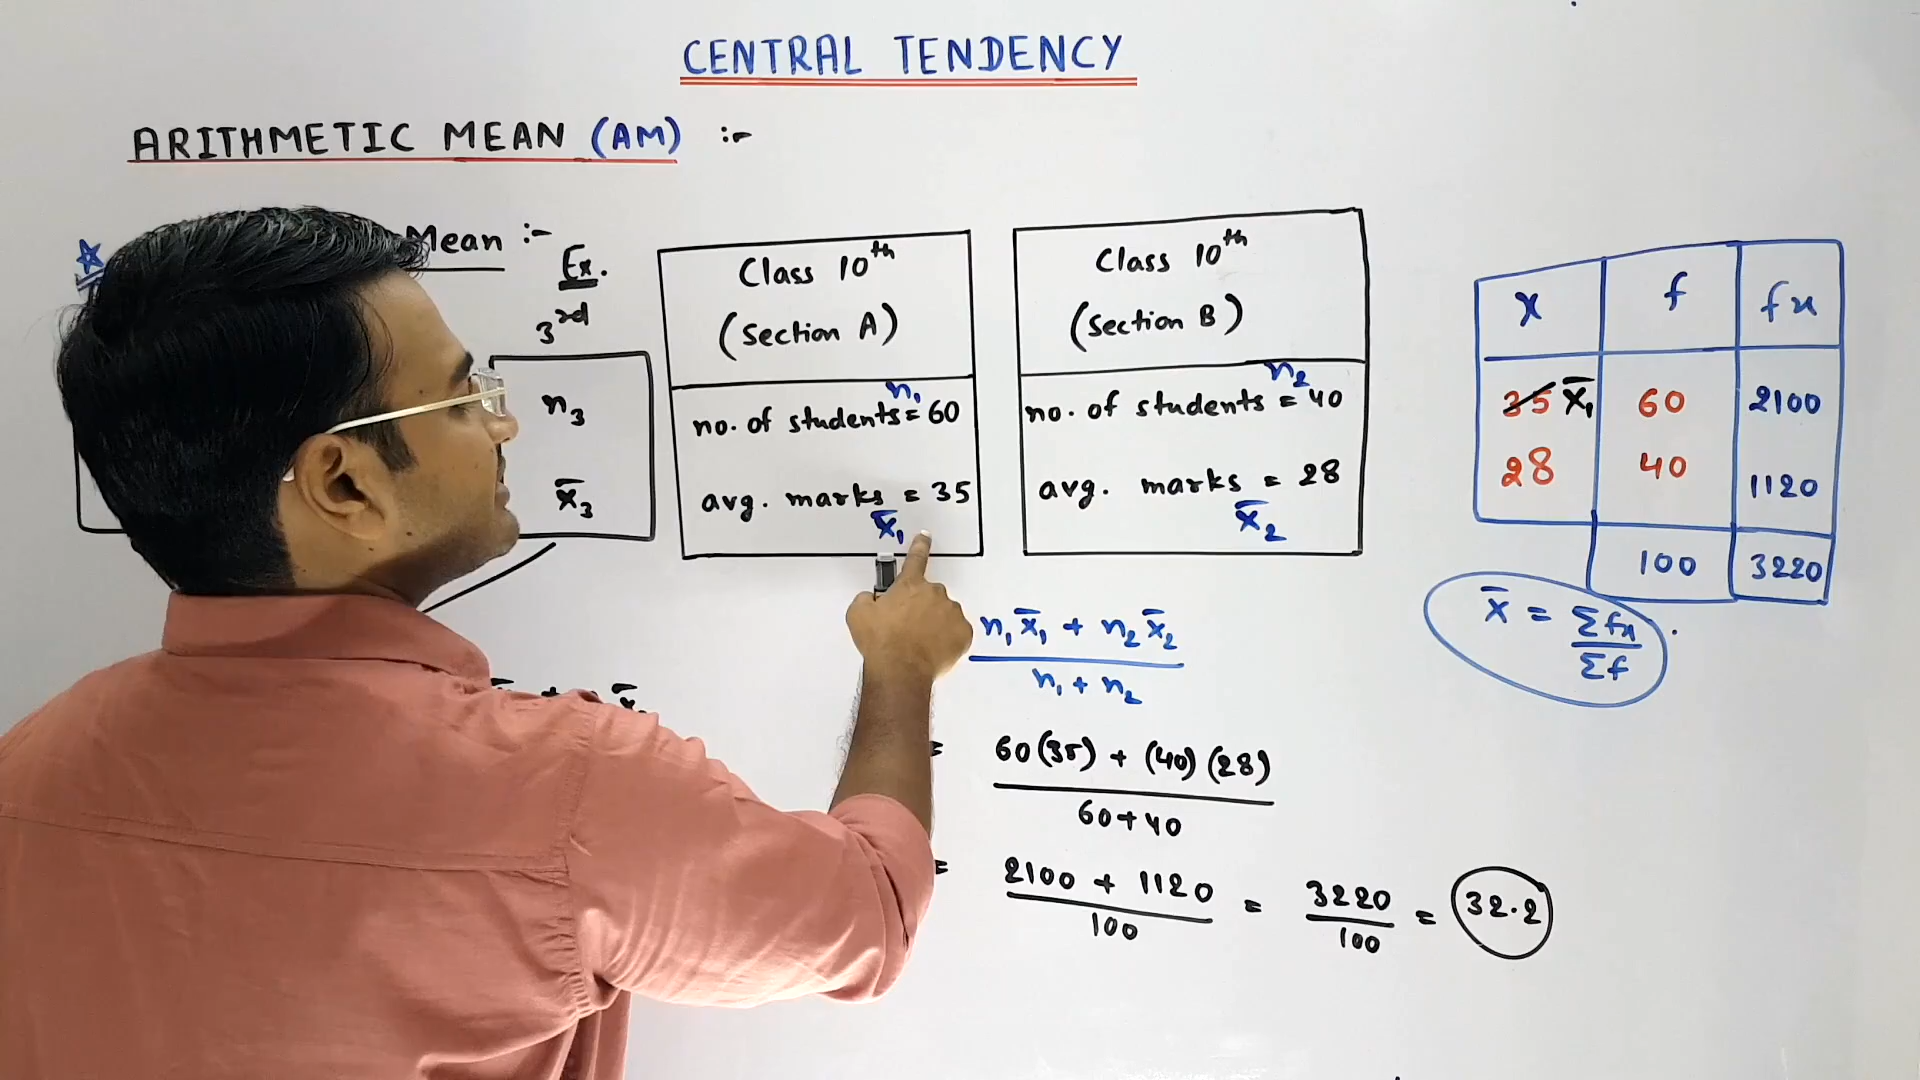 CENTRAL TENDENCY
ARITHMETIC MEAN (AM) :-
Mean :-
Ex.
3rd
n₃
x̄₃
Class 10th
(Section A)
n₁
no. of students = 60
avg. marks = 35
x̄₁
Class 10th
(Section B)
n₂
no. of students = 40
avg. marks = 28
x̄₂
x f fx
35 x̄₁ 60 2100
28 40 1120
100 3220
x̄ = Σfx / Σf
n₁x̄₁ + n₂x̄₂
n₁ + n₂
= 60(35) + (40)(28)
60+40
= 2100 + 1120 / 100 = 3220 / 100 = 32.2